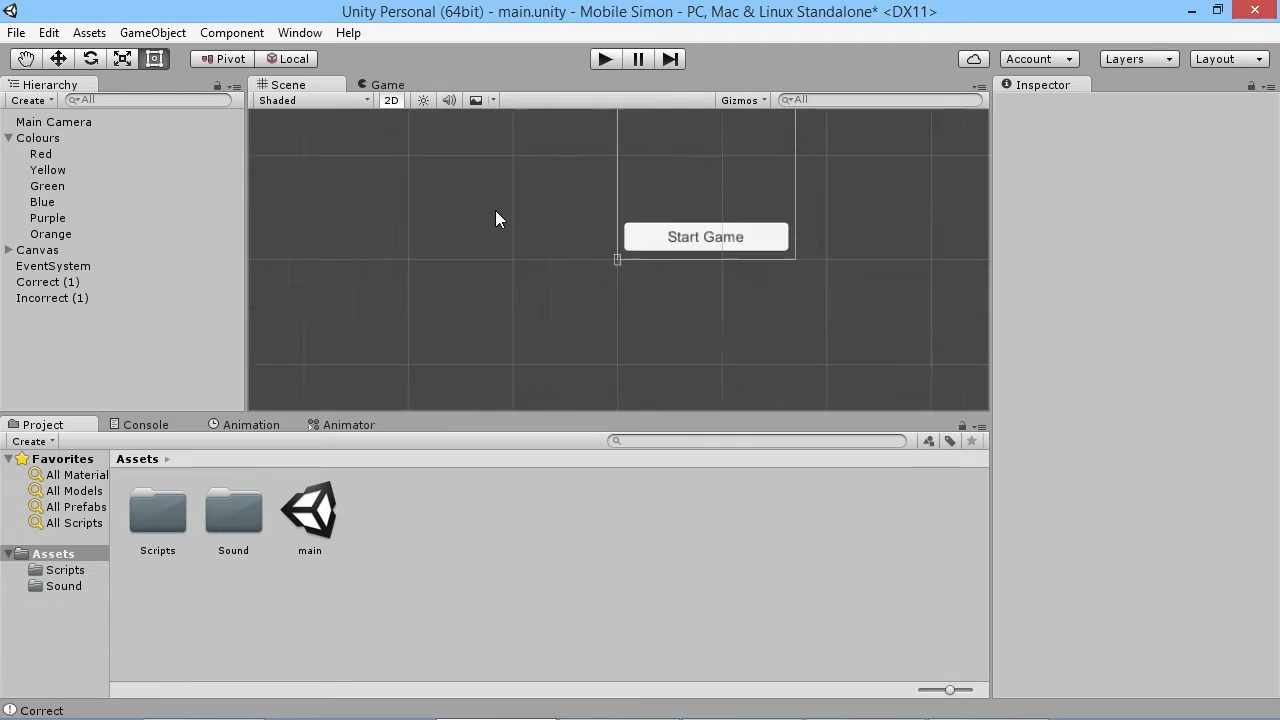 Unity Personal (64bit) - main.unity - Mobile Simon - PC, Mac & Linux Standalone* <DX11>
File Edit Assets GameObject Component Window Help
Pivot Local Account Layers Layout
Hierarchy Scene Game Inspector
Create All Shaded 2D Gizmos All
Main Camera
Colours
Red
Yellow
Green
Blue
Purple
Orange
Canvas
EventSystem
Correct (1)
Incorrect (1)
Start Game
Project Console Animation Animator
Create
Favorites
All Material
All Models
All Prefabs
All Scripts
Assets
Scripts
Sound
Assets
Scripts Sound main
Correct